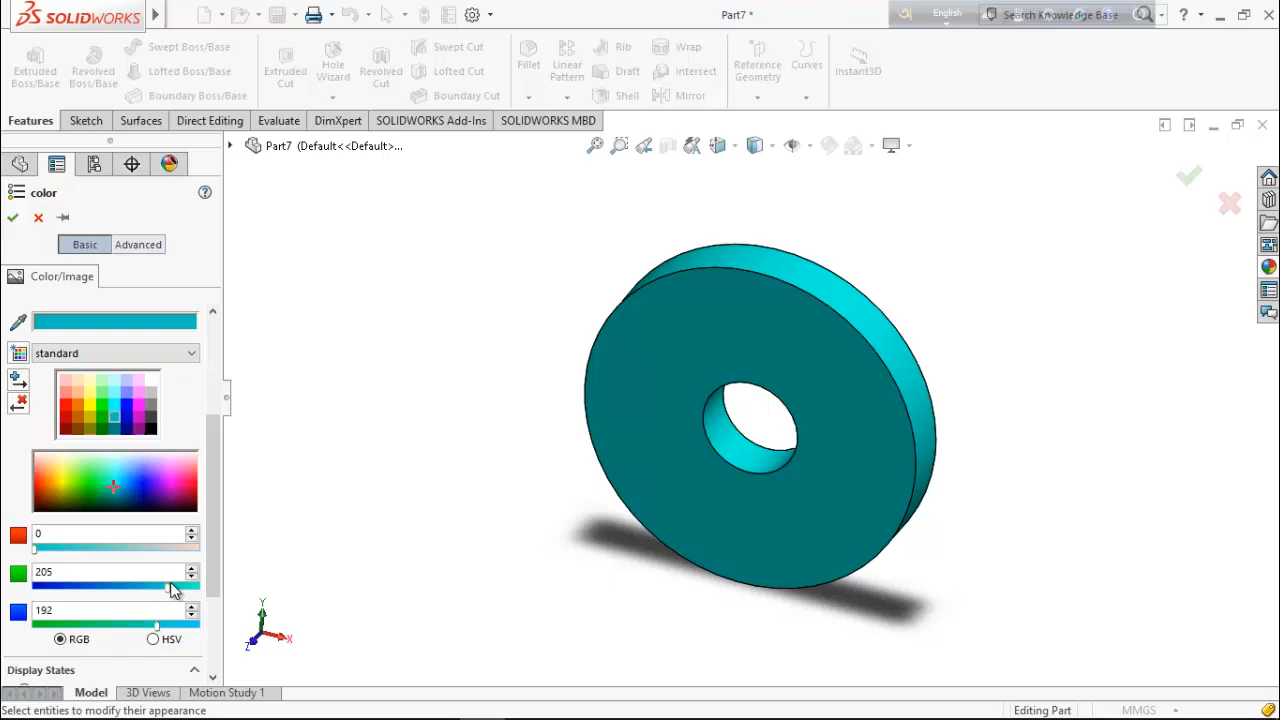 SOLIDWORKS
Part7 *
English
Search Knowledge Base
?
Extruded Boss/Base
Revolved Boss/Base
Swept Boss/Base
Lofted Boss/Base
Boundary Boss/Base
Extruded Cut
Hole Wizard
Revolved Cut
Swept Cut
Lofted Cut
Boundary Cut
Fillet
Linear Pattern
Rib
Draft
Shell
Wrap
Intersect
Mirror
Reference Geometry
Curves
Instant3D
Features
Sketch
Surfaces
Direct Editing
Evaluate
DimXpert
SOLIDWORKS Add-Ins
SOLIDWORKS MBD
Part7 (Default<<Default>...
color
?
Basic
Advanced
Color/Image
standard
0
205
192
RGB
HSV
Display States
Y
X
Z
Model
3D Views
Motion Study 1
Select entities to modify their appearance
Editing Part
MMGS